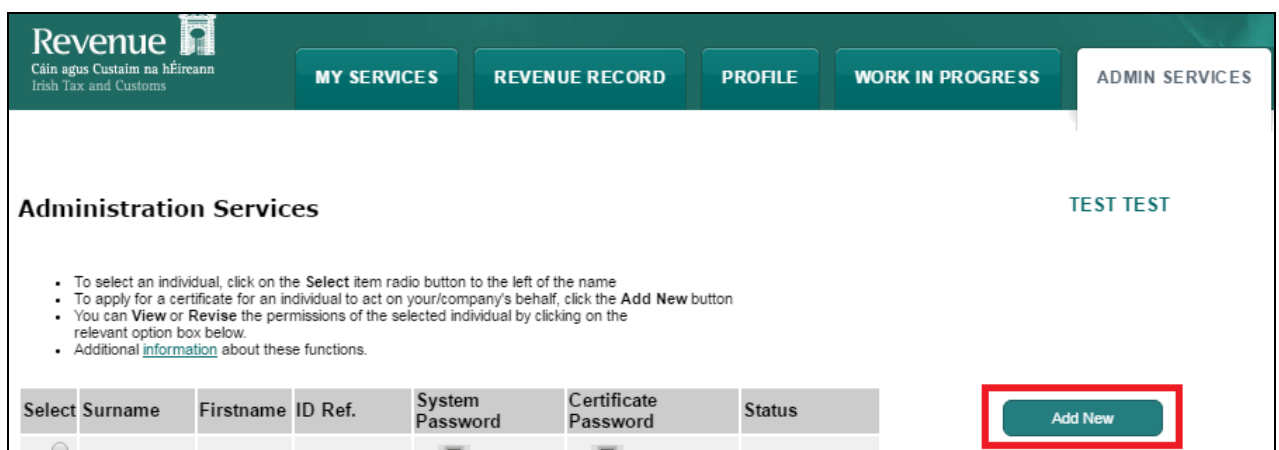 Revenue
Cáin agus Custaim na hÉireann
Irish Tax and Customs
MY SERVICES
REVENUE RECORD
PROFILE
WORK IN PROGRESS
ADMIN SERVICES
Administration Services
TEST TEST
To select an individual, click on the Select item radio button to the left of the name
To apply for a certificate for an individual to act on your/company's behalf, click the Add New button
You can View or Revise the permissions of the selected individual by clicking on the
relevant option box below.
Additional information about these functions.
Select Surname Firstname ID Ref. System Password Certificate Password Status
Add New